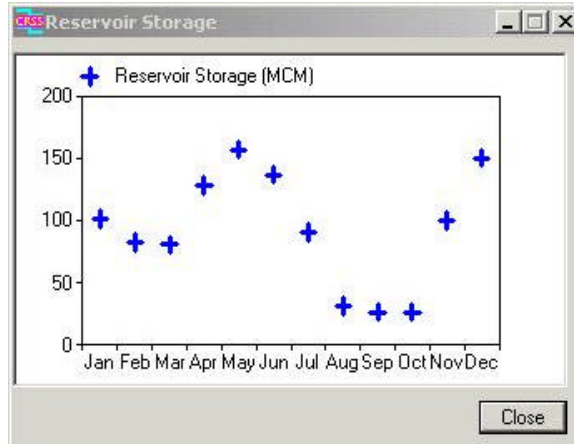 CRSS Reservoir Storage
Reservoir Storage (MCM)
200
150
100
50
0
Jan Feb Mar Apr May Jun Jul Aug Sep Oct Nov Dec
Close